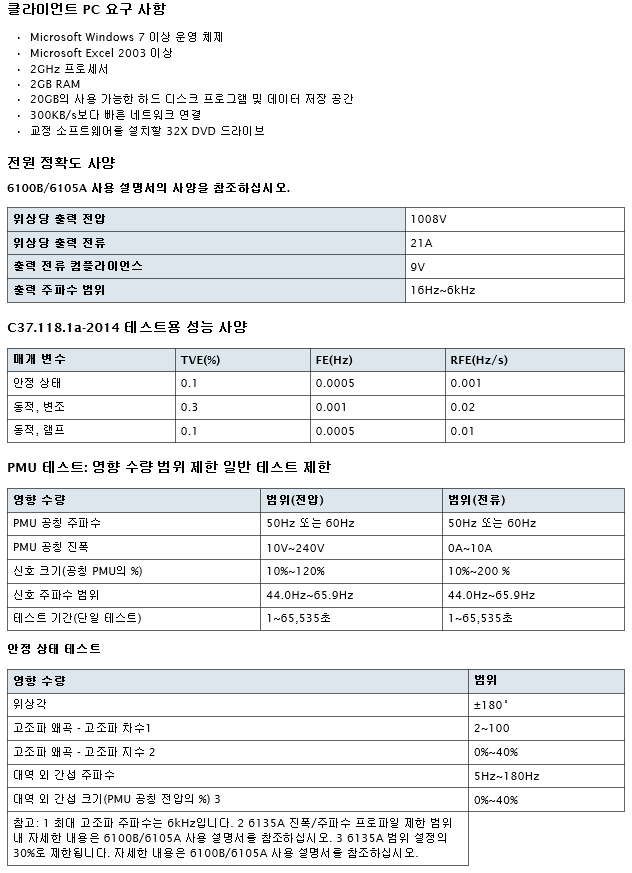 클라이언트 PC 요구 사항
· Microsoft Windows 7 이상 운영 체제
· Microsoft Excel 2003 이상
· 2GHz 프로세서
· 2GB RAM
· 20GB의 사용 가능한 하드 디스크 프로그램 및 데이터 저장 공간
· 300KB/s보다 빠른 네트워크 연결
· 교정 소프트웨어를 설치할 32X DVD 드라이브
전원 정확도 사양
6100B/6105A 사용 설명서의 사양을 참조하십시오.
위상당 출력 전압 1008V
위상당 출력 전류 21A
출력 전류 컴플라이언스 9V
출력 주파수 범위 16Hz~6kHz
C37.118.1a-2014 테스트용 성능 사양
매개 변수 TVE(%) FE(Hz) RFE(Hz/s)
안정 상태 0.1 0.0005 0.001
동적, 변조 0.3 0.001 0.02
동적, 램프 0.1 0.0005 0.01
PMU 테스트: 영향 수량 범위 제한 일반 테스트 제한
영향 수량 범위(전압) 범위(전류)
PMU 공칭 주파수 50Hz 또는 60Hz 50Hz 또는 60Hz
PMU 공칭 진폭 10V~240V 0A~10A
신호 크기(공칭 PMU의 %) 10%~120% 10%~200 %
신호 주파수 범위 44.0Hz~65.9Hz 44.0Hz~65.9Hz
테스트 기간(단일 테스트) 1~65,535초 1~65,535초
안정 상태 테스트
영향 수량 범위
위상각 ±180°
고조파 왜곡 - 고조파 차수1 2~100
고조파 왜곡 - 고조파 지수 2 0%~40%
대역 외 간섭 주파수 5Hz~180Hz
대역 외 간섭 크기(PMU 공칭 전압의 %) 3 0%~40%
참고: 1 최대 고조파 주파수는 6kHz입니다. 2 6135A 진폭/주파수 프로파일 제한 범위
내 자세한 내용은 6100B/6105A 사용 설명서를 참조하십시오. 3 6135A 범위 설정의
30%로 제한됩니다. 자세한 내용은 6100B/6105A 사용 설명서를 참조하십시오.